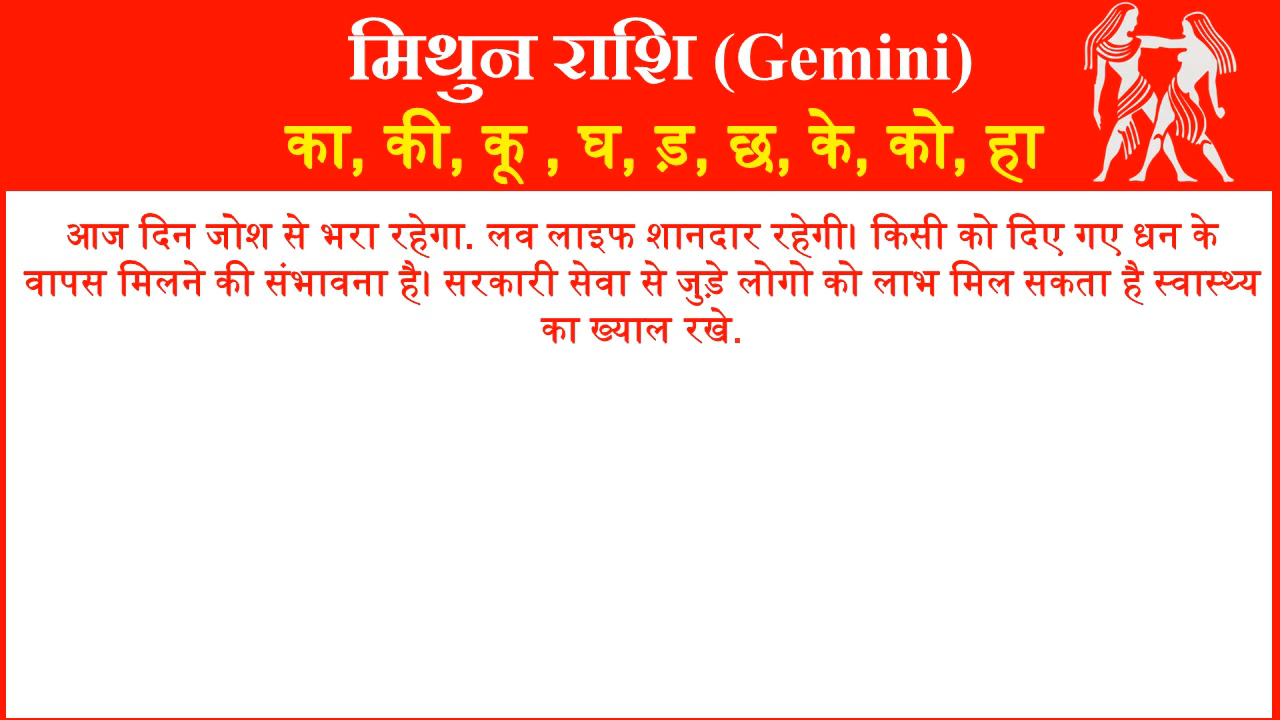 मिथुन राशि (Gemini)
का, की, कू , घ, ड़, छ, के, को, हा
आज दिन जोश से भरा रहेगा. लव लाइफ शानदार रहेगी। किसी को दिए गए धन के
वापस मिलने की संभावना है। सरकारी सेवा से जुड़े लोगो को लाभ मिल सकता है स्वास्थ्य
का ख्याल रखे.